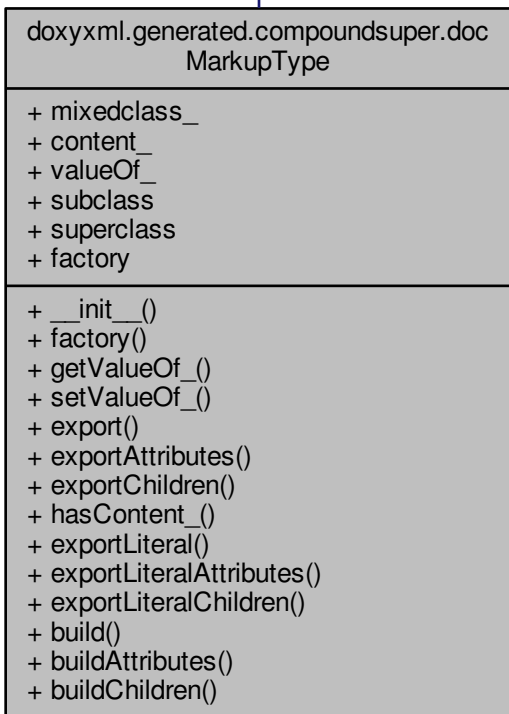 doxyxml.generated.compoundsuper.doc
MarkupType
+ mixedclass_
+ content_
+ valueOf_
+ subclass
+ superclass
+ factory
+ __init__()
+ factory()
+ getValueOf_()
+ setValueOf_()
+ export()
+ exportAttributes()
+ exportChildren()
+ hasContent_()
+ exportLiteral()
+ exportLiteralAttributes()
+ exportLiteralChildren()
+ build()
+ buildAttributes()
+ buildChildren()